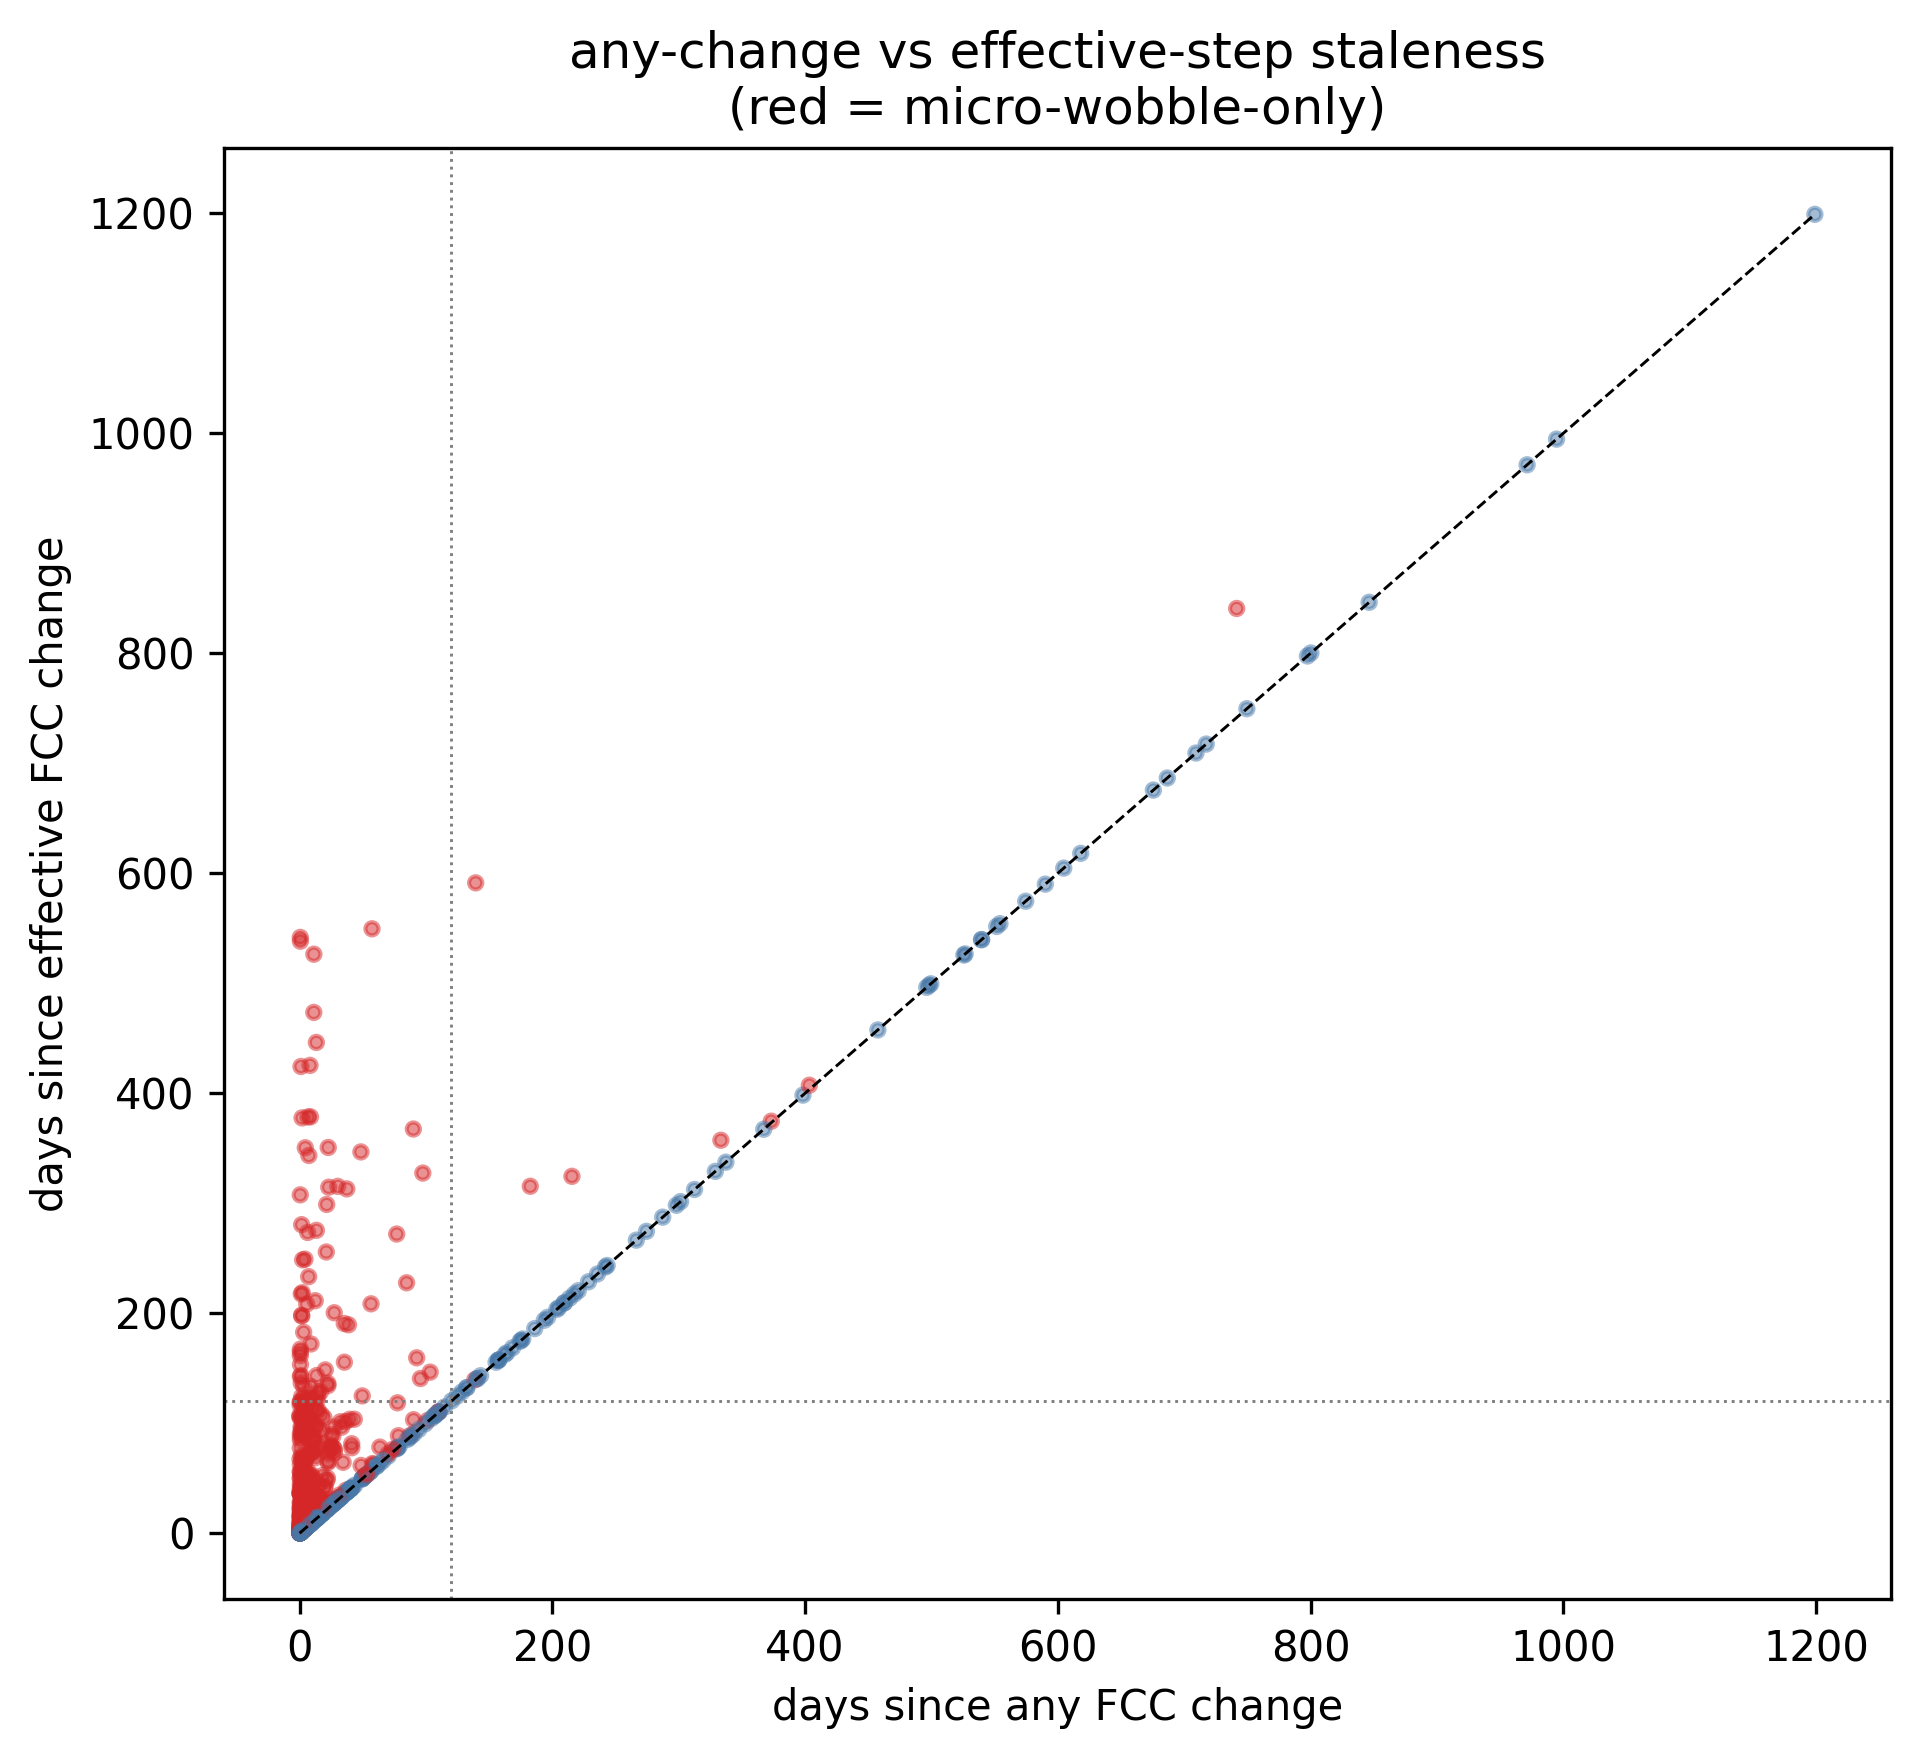 any-change vs effective-step staleness
(red = micro-wobble-only)
days since effective FCC change
1200
1000
800
600
400
200
0
0 200 400 600 800 1000 1200
days since any FCC change